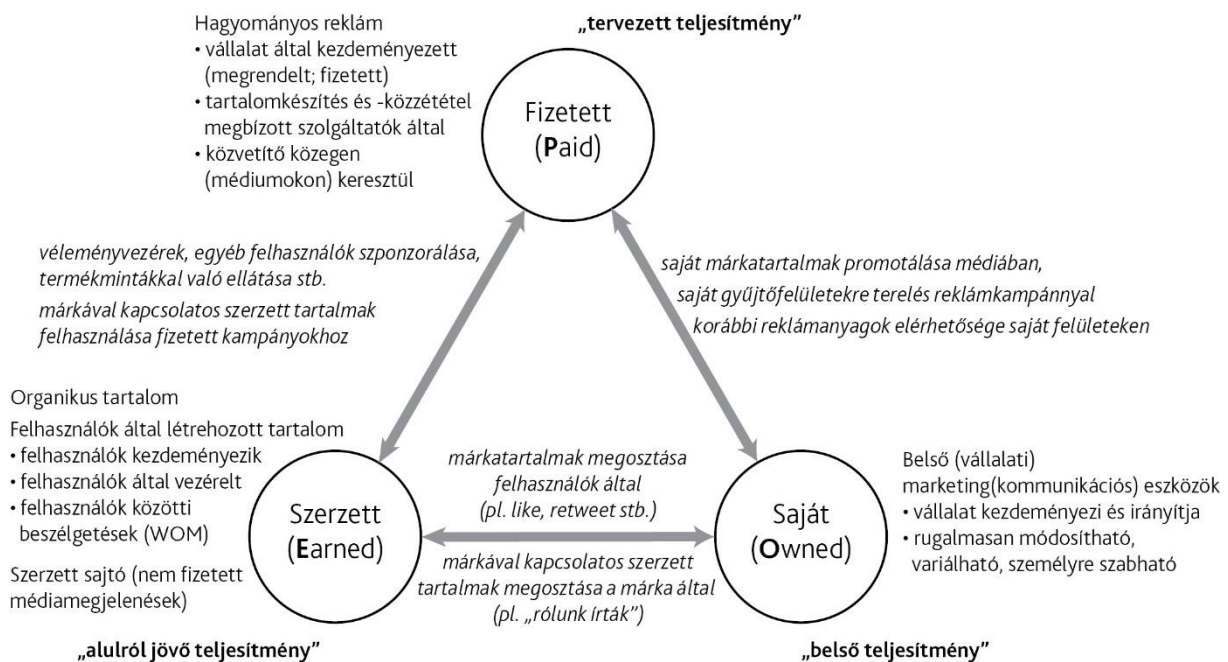 Hagyományos reklám
• vállalat által kezdeményezett
(megrendelt; fizetett)
• tartalomkészítés és -közzététel
megbízott szolgáltatók által
• közvetítő közegen
(médiumokon) keresztül
„tervezett teljesítmény”
Fizetett
(Paid)
véleményvezérek, egyéb felhasználók szponzorálása,
termékmintákkal való ellátása stb.
márkával kapcsolatos szerzett tartalmak
felhasználása fizetett kampányokhoz
saját márkatartalmak promotálása médiában,
saját gyűjtőfelületekre terelés reklámkampánnyal
korábbi reklámanyagok elérhetősége saját felületeken
Organikus tartalom
Felhasználók által létrehozott tartalom
• felhasználók kezdeményezik
• felhasználók által vezérelt
• felhasználók közötti
beszélgetések (WOM)
Szerzett sajtó (nem fizetett
médiamegjelenések)
„alulról jövő teljesítmény”
Szerzett
(Earned)
márkatartalmak megosztása
felhasználók által
(pl. like, retweet stb.)
márkával kapcsolatos szerzett
tartalmak megosztása a márka által
(pl. „rólunk írták”)
Saját
(Owned)
Belső (vállalati)
marketing(kommunikációs) eszközök
• vállalat kezdeményezi és irányítja
• rugalmasan módosítható,
variálható, személyre szabható
„belső teljesítmény”